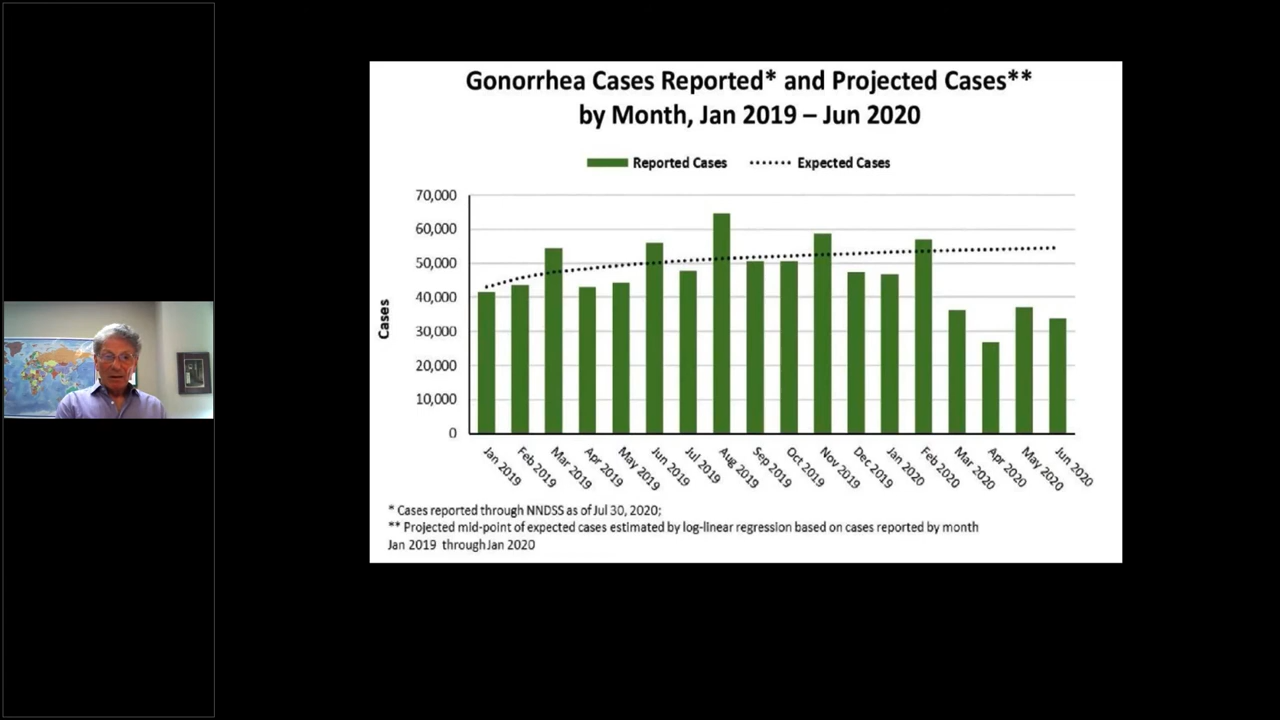 Gonorrhea Cases Reported* and Projected Cases**
by Month, Jan 2019 – Jun 2020
Reported Cases
Expected Cases
70,000
60,000
50,000
40,000
30,000
20,000
10,000
0
Cases
Jan 2019
Feb 2019
Mar 2019
Apr 2019
May 2019
Jun 2019
Jul 2019
Aug 2019
Sep 2019
Oct 2019
Nov 2019
Dec 2019
Jan 2020
Feb 2020
Mar 2020
Apr 2020
May 2020
Jun 2020
* Cases reported through NNDSS as of Jul 30, 2020;
** Projected mid-point of expected cases estimated by log-linear regression based on cases reported by month
Jan 2019 through Jan 2020